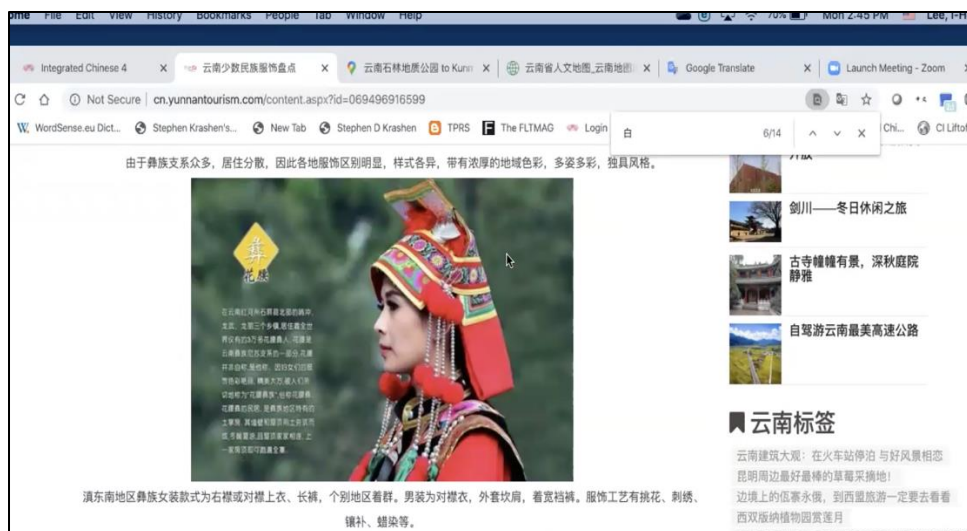 File Edit View History Bookmarks People Tab Window Help
70% Mon 2:45 PM
Integrated Chinese 4
云南少数民族服饰盘点
云南石林地质公园 to Kunn
云南省人文地图_云南地图
Google Translate
Launch Meeting - Zoom
Not Secure | cn.yunnantourism.com/content.aspx?id=069496916599
WordSense.eu Dict...
Stephen Krashen's...
New Tab
Stephen D Krashen
TPRS
The FLTMAG
Login
白 6/14
由于彝族支系众多，居住分散，因此各地服饰区别明显，样式各异，带有浓厚的地域色彩，多姿多彩，独具风格。
彝
花腰
滇东南地区彝族女装款式为右襟或对襟上衣、长裤，个别地区着群。男装为对襟衣，外套坎肩，着宽裆裤。服饰工艺有挑花、刺绣、
镶补、蜡染等。
剑川——冬日休闲之旅
古寺幢幢有景，深秋庭院
静雅
自驾游云南最美高速公路
云南标签
云南建筑大观：在火车站停泊 与好风景相恋
昆明周边最好最棒的草莓采摘地！
边境上的佤寨永俄，到西盟旅游一定要去看看
西双版纳植物园赏莲月